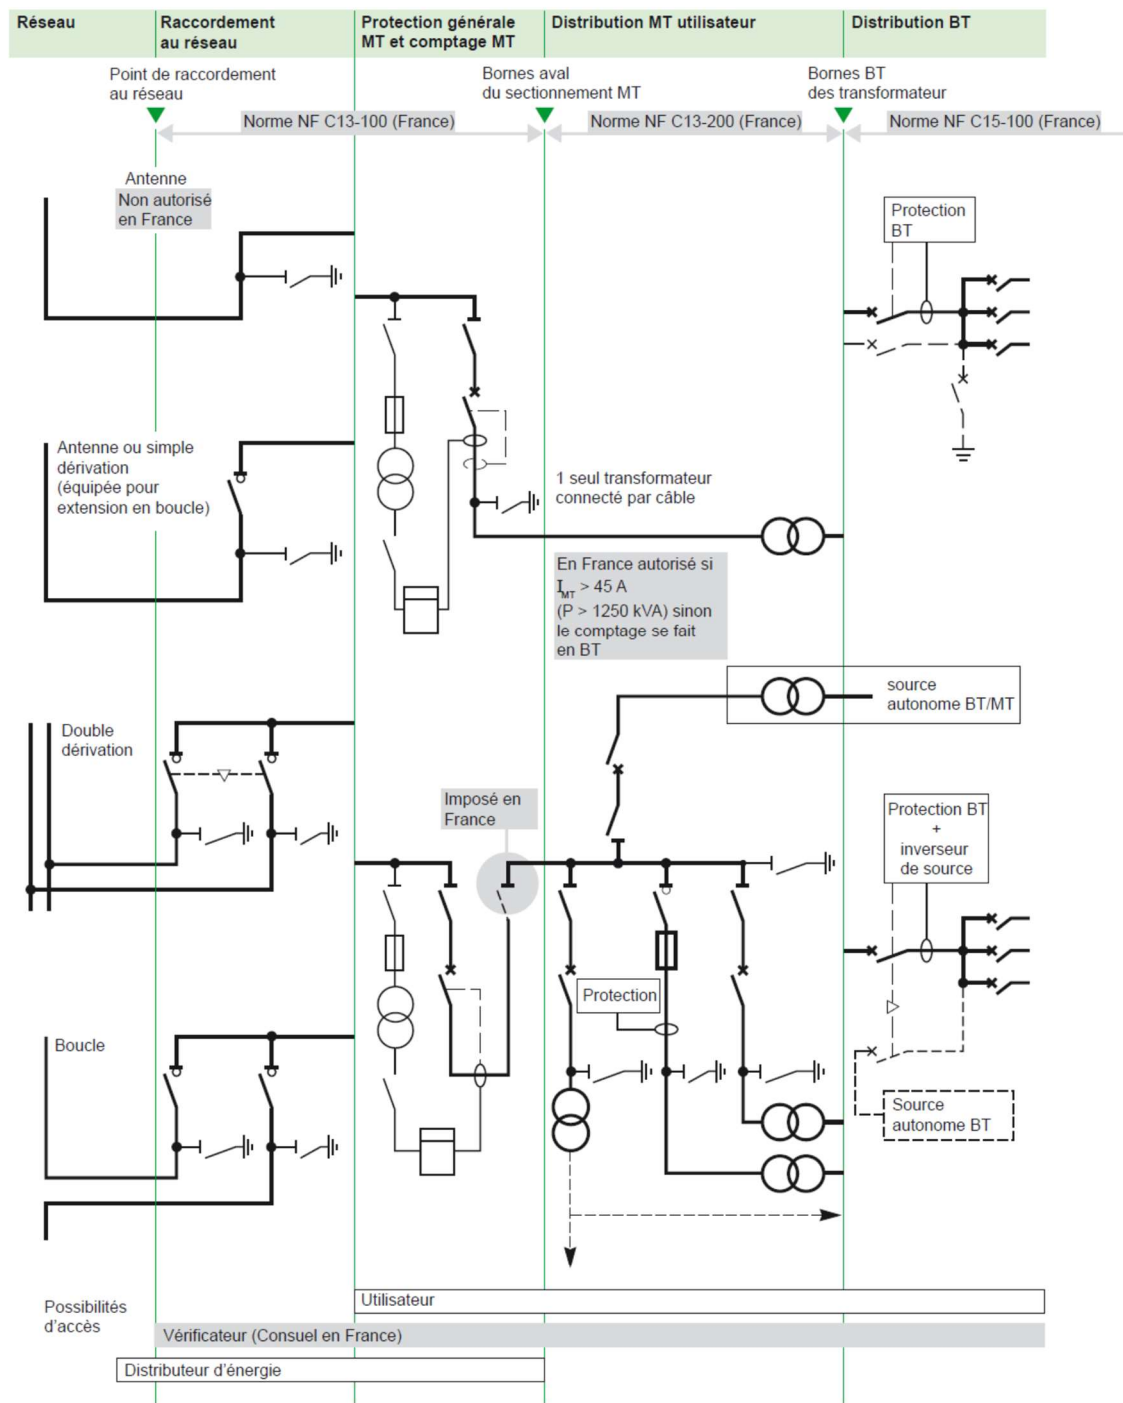 Réseau
Raccordement
au réseau
Protection générale
MT et comptage MT
Distribution MT utilisateur
Distribution BT
Point de raccordement
au réseau
Bornes aval
du sectionnement MT
Bornes BT
des transformateur
Norme NF C13-100 (France)
Norme NF C13-200 (France)
Norme NF C15-100 (France)
Antenne
Non autorisé
en France
Protection
BT
Antenne ou simple
dérivation
(équipée pour
extension en boucle)
1 seul transformateur
connecté par câble
En France autorisé si
IMT > 45 A
(P > 1250 kVA) sinon
le comptage se fait
en BT
source
autonome BT/MT
Double
dérivation
Imposé en
France
Protection BT
+
inverseur
de source
Protection
Boucle
Source
autonome BT
Possibilités
d'accès
Utilisateur
Vérificateur (Consuel en France)
Distributeur d'énergie